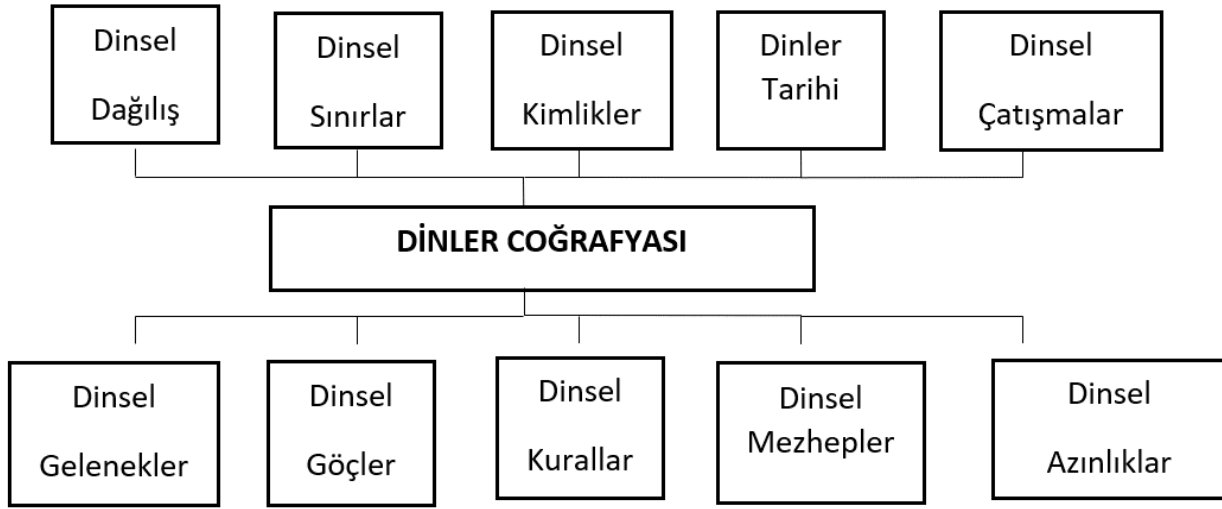 Dinsel
Dağılış
Dinsel
Sınırlar
Dinsel
Kimlikler
Dinler
Tarihi
Dinsel
Çatışmalar
DİNLER COĞRAFYASI
Dinsel
Gelenekler
Dinsel
Göçler
Dinsel
Kurallar
Dinsel
Mezhepler
Dinsel
Azınlıklar